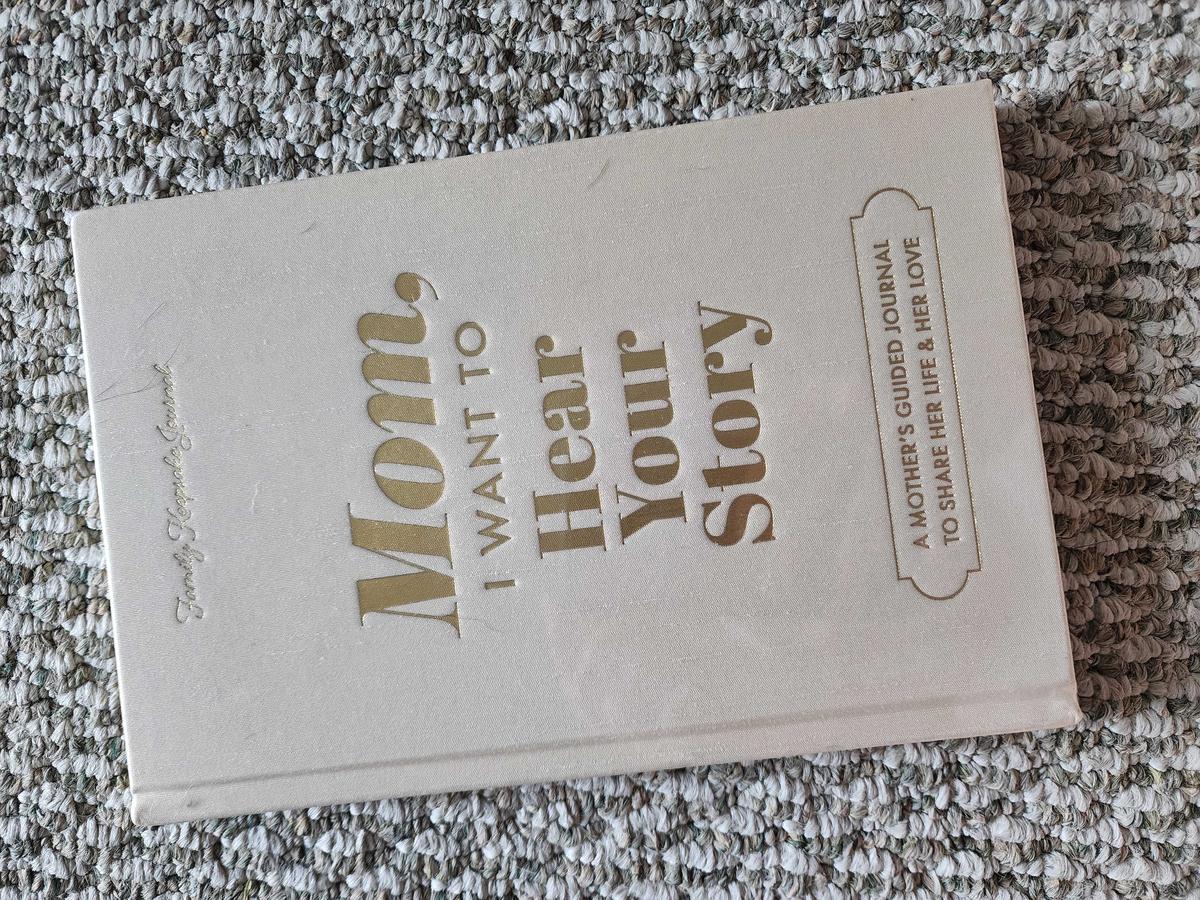 Family Keepsake Journal
Mom,
I WANT TO
Hear
Your
Story
A MOTHER'S GUIDED JOURNAL
TO SHARE HER LIFE & HER LOVE